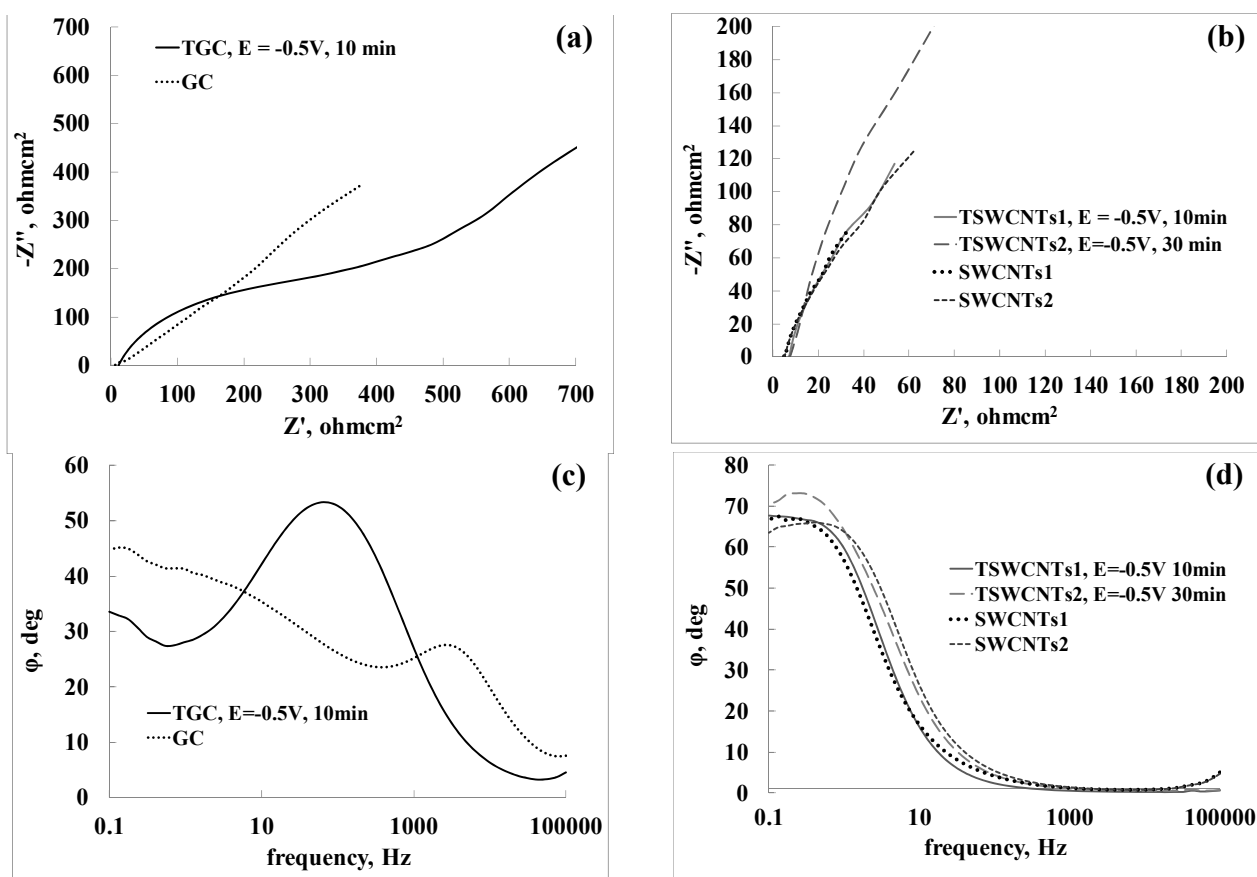 (a)
700
600
500
400
300
200
100
0
-Z", ohmcm²
TGC, E = -0.5V, 10 min
GC
0 100 200 300 400 500 600 700
Z', ohmcm²
(b)
200
180
160
140
120
100
80
60
40
20
0
-Z", ohmcm²
TSWCNTs1, E = -0.5V, 10min
TSWCNTs2, E=-0.5V, 30 min
SWCNTs1
SWCNTs2
0 20 40 60 80 100 120 140 160 180 200
Z', ohmcm²
(c)
60
50
40
30
20
10
0
φ, deg
TGC, E=-0.5V, 10min
GC
0.1 10 1000 100000
frequency, Hz
(d)
80
70
60
50
40
30
20
10
0
φ, deg
TSWCNTs1, E=-0.5V 10min
TSWCNTs2, E=-0.5V 30min
SWCNTs1
SWCNTs2
0.1 10 1000 100000
frequency, Hz